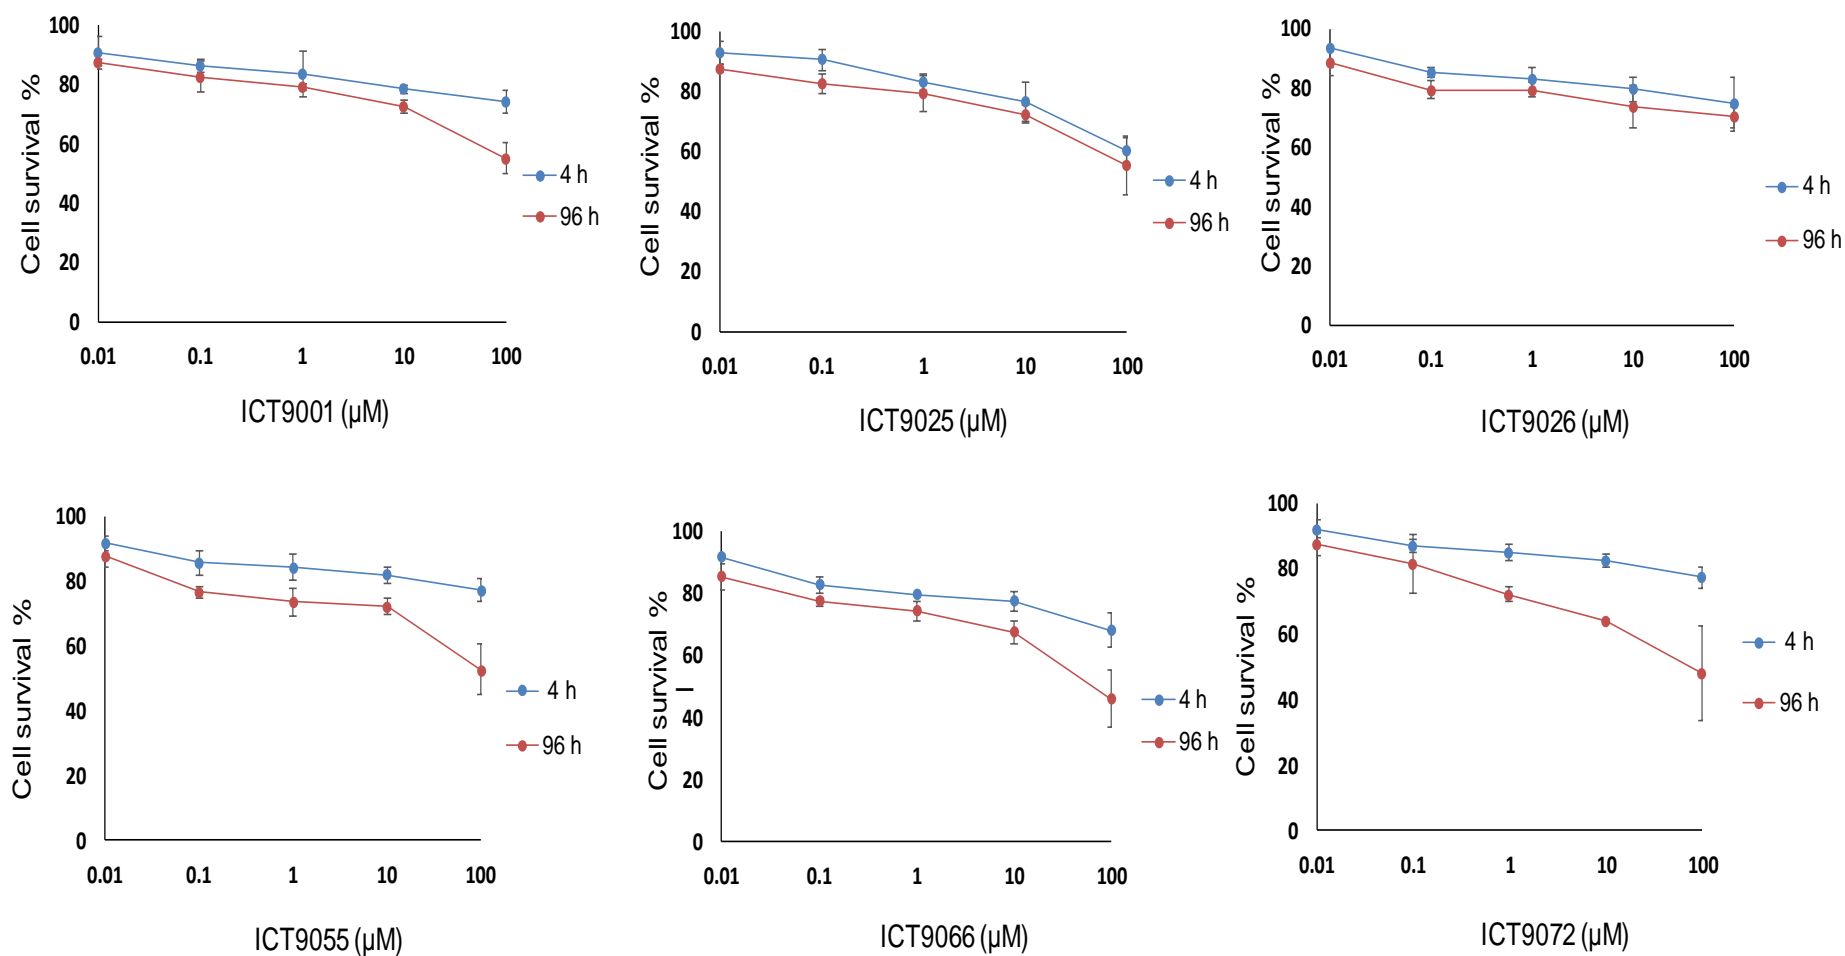 100
80
60
40
20
0
Cell survival %
0.01 0.1 1 10 100
ICT9001 (µM)
4 h
96 h
100
80
60
40
20
0
Cell survival %
0.01 0.1 1 10 100
ICT9025 (µM)
4 h
96 h
100
80
60
40
20
0
Cell survival %
0.01 0.1 1 10 100
ICT9026 (µM)
4 h
96 h
100
80
60
40
20
0
Cell survival %
0.01 0.1 1 10 100
ICT9055 (µM)
4 h
96 h
100
80
60
40
20
0
Cell survival %
0.01 0.1 1 10 100
ICT9066 (µM)
4 h
96 h
100
80
60
40
20
0
Cell survival %
0.01 0.1 1 10 100
ICT9072 (µM)
4 h
96 h